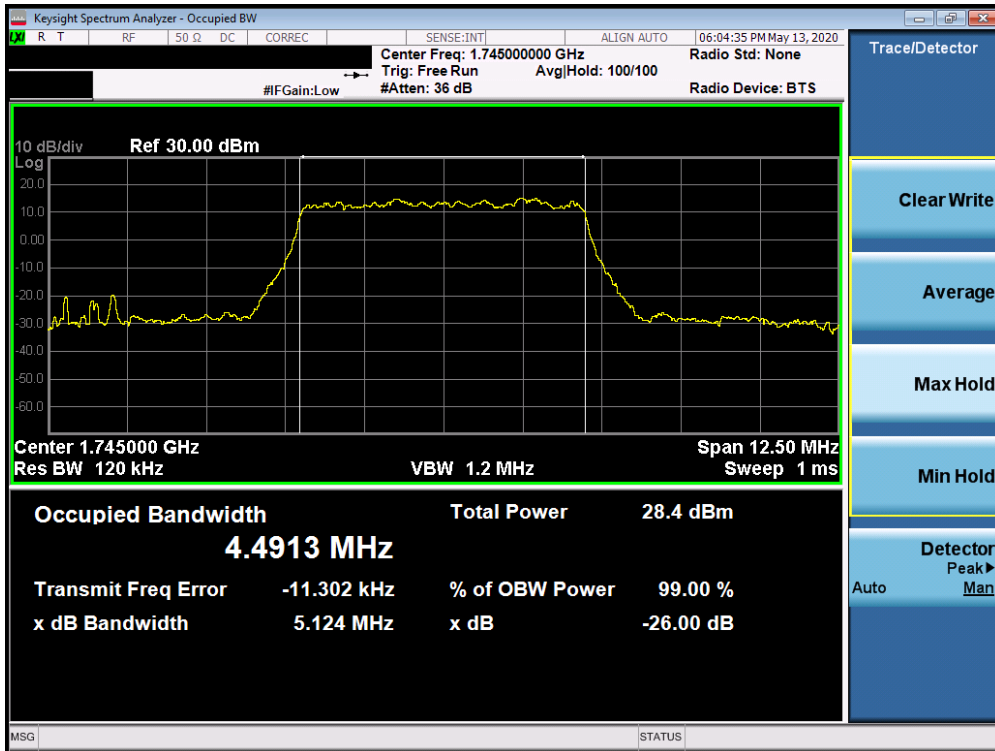 Keysight Spectrum Analyzer - Occupied BW
LXI R T RF 50 Ω DC CORREC SENSE:INT ALIGN AUTO 06:04:35 PM May 13, 2020
Center Freq: 1.745000000 GHz Radio Std: None
Trig: Free Run Avg|Hold: 100/100
#IFGain:Low #Atten: 36 dB Radio Device: BTS
Trace/Detector
10 dB/div Ref 30.00 dBm
Log
20.0
10.0
0.00
-10.0
-20.0
-30.0
-40.0
-50.0
-60.0
Center 1.745000 GHz Span 12.50 MHz
Res BW 120 kHz VBW 1.2 MHz Sweep 1 ms
Occupied Bandwidth Total Power 28.4 dBm
4.4913 MHz
Transmit Freq Error -11.302 kHz % of OBW Power 99.00 %
x dB Bandwidth 5.124 MHz x dB -26.00 dB
Clear Write
Average
Max Hold
Min Hold
Detector
Peak▶
Auto Man
MSG STATUS